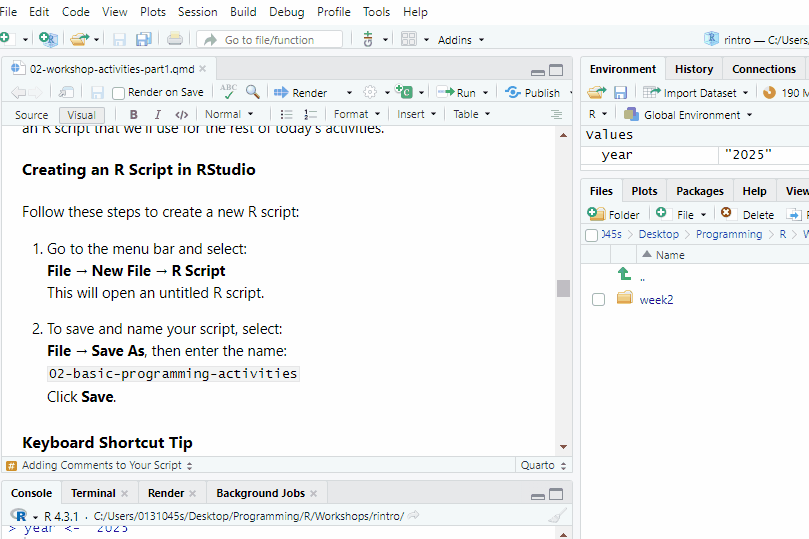 File Edit Code View Plots Session Build Debug Profile Tools Help
Go to file/function Addins rintro — C:/Users,
02-workshop-activities-part1.qmd
Render on Save ABC Render Run Publish
Source Visual B I </> Normal Format Insert Table
an R script that we'll use for the rest of today's activities.
Creating an R Script in RStudio
Follow these steps to create a new R script:
1. Go to the menu bar and select:
File → New File → R Script
This will open an untitled R script.
2. To save and name your script, select:
File → Save As, then enter the name:
02-basic-programming-activities
Click Save.
Keyboard Shortcut Tip
# Adding Comments to Your Script Quarto
Console Terminal Render Background Jobs
R R 4.3.1 · C:/Users/0131045s/Desktop/Programming/R/Workshops/rintro/
> year <- "2025"
Environment History Connections
Import Dataset 190 M
R Global Environment
values
year "2025"
Files Plots Packages Help View
Folder File Delete
045s Desktop Programming R W
Name
..
week2